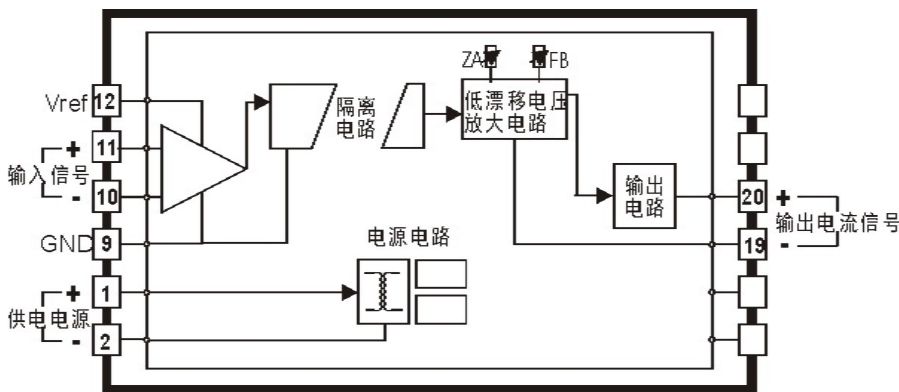 ZA
FB
Vref
12
隔离
电路
低漂移电压
放大电路
+
11
输入信号
-
10
输出
电路
20
+
输出电流信号
GND
9
19
-
电源电路
+
1
供电电源
-
2